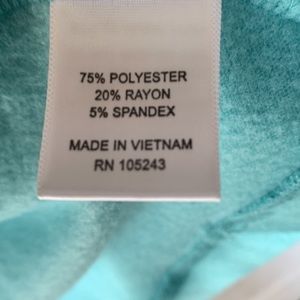 75% POLYESTER
20% RAYON
5% SPANDEX
MADE IN VIETNAM
RN 105243